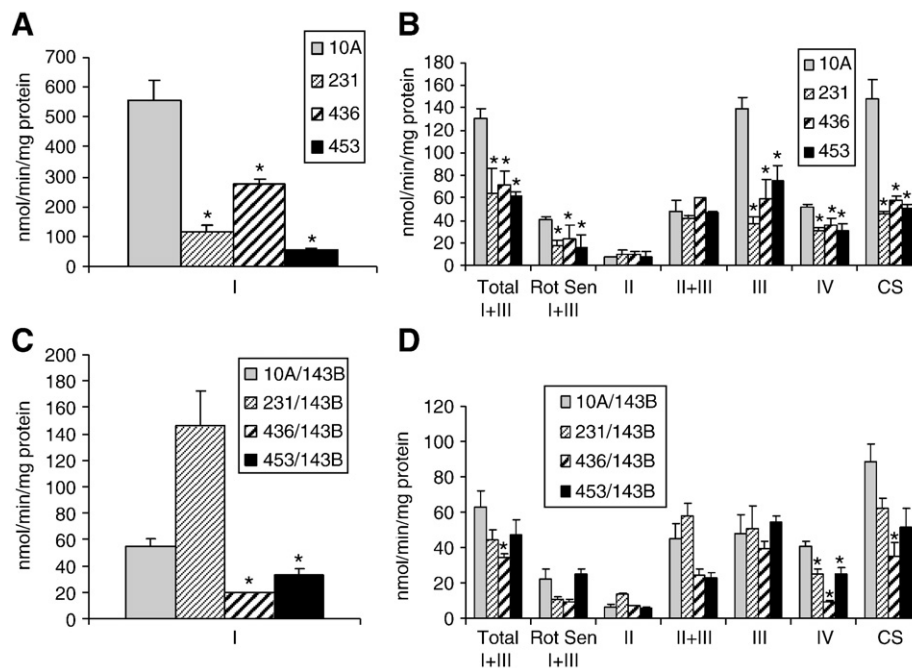 A
nmol/min/mg protein
700
600
500
400
300
200
100
0
10A
231
436
453
*
*
*
I
B
nmol/min/mg protein
180
160
140
120
100
80
60
40
20
0
10A
231
436
453
* * *
* * *
* * *
* * *
* * *
Total I+III
Rot Sen I+III
II
II+III
III
IV
CS
C
nmol/min/mg protein
200
180
160
140
120
100
80
60
40
20
0
10A/143B
231/143B
436/143B
453/143B
*
*
I
D
nmol/min/mg protein
120
100
80
60
40
20
0
10A/143B
231/143B
436/143B
453/143B
*
* * *
*
Total I+III
Rot Sen I+III
II
II+III
III
IV
CS